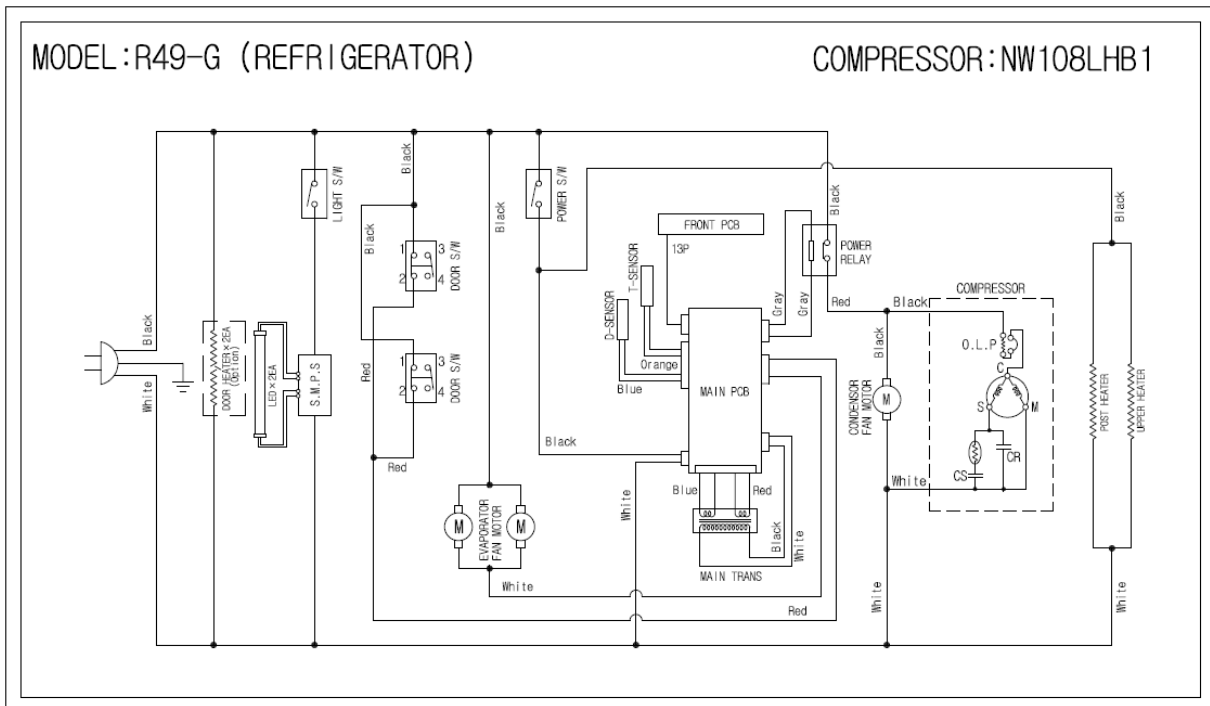 MODEL:R49-G (REFRIGERATOR)
COMPRESSOR:NW108LHB1
Black
White
DOOR HEATER×2EA
(Option)
LED×2EA
LIGHT S/W
S.M.P.S
Black
Black
1 3
2 4
DOOR S/W
Red
1 3
2 4
DOOR S/W
Red
Black
M
M
EVAPORATOR
FAN MOTOR
White
POWER S/W
Black
White
FRONT PCB
13P
T-SENSOR
D-SENSOR
Orange
Blue
MAIN PCB
Gray
Gray
Blue
Red
Black
White
MAIN TRANS
Red
Black
POWER
RELAY
Red
Black
Black
M
CONDENSOR
FAN MOTOR
White
White
COMPRESSOR
O.L.P
C
S
M
CS
CR
Black
POST HEATER
UPPER HEATER
White